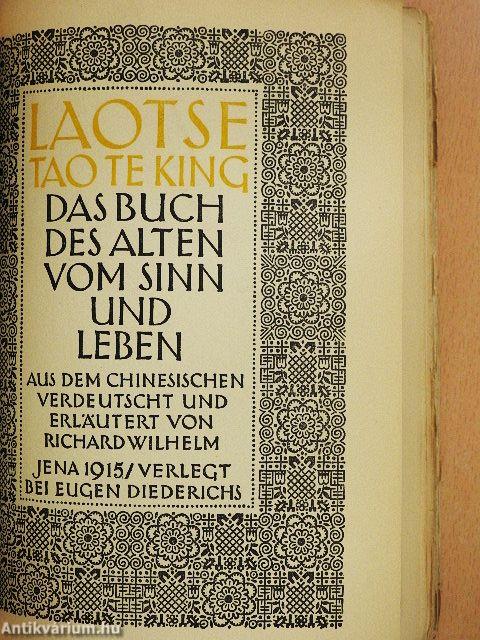 LAOTSE
TAO TE KING
DAS BUCH
DES ALTEN
VOM SINN
UND
LEBEN
AUS DEM CHINESISCHEN
VERDEUTSCHT UND
ERLÄUTERT VON
RICHARD WILHELM
JENA 1915/VERLEGT
BEI EUGEN DIEDERICHS
Antikvarium.hu